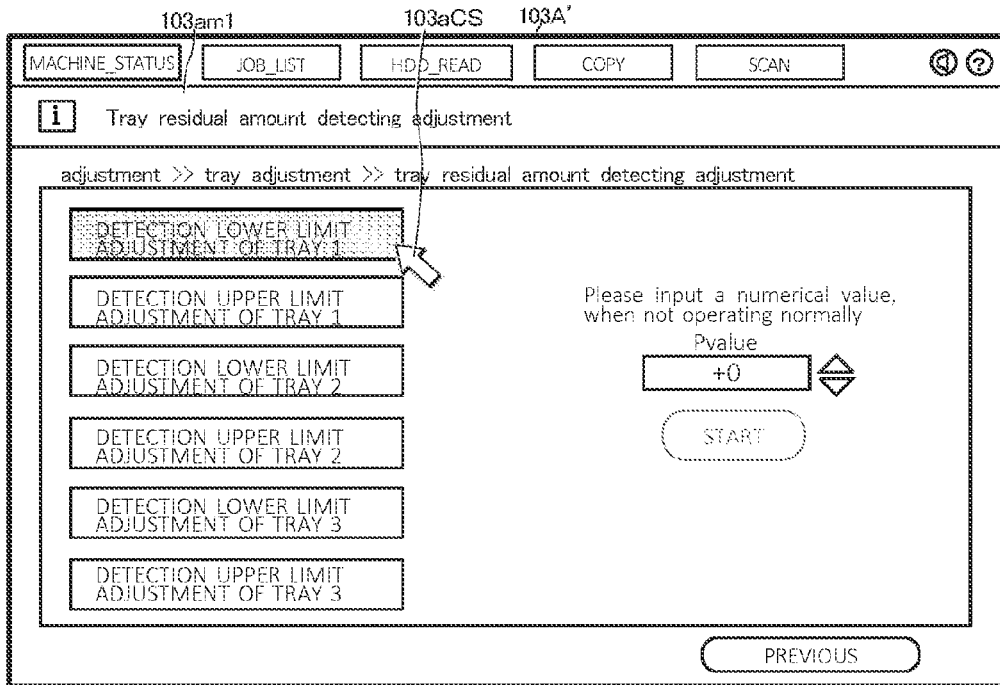 103am1 103aCS 103A'
MACHINE_STATUS JOB_LIST HDD_READ COPY SCAN ?
i Tray residual amount detecting adjustment
adjustment >> tray adjustment >> tray residual amount detecting adjustment
DETECTION LOWER LIMIT
ADJUSTMENT OF TRAY 1
DETECTION UPPER LIMIT
ADJUSTMENT OF TRAY 1
DETECTION LOWER LIMIT
ADJUSTMENT OF TRAY 2
DETECTION UPPER LIMIT
ADJUSTMENT OF TRAY 2
DETECTION LOWER LIMIT
ADJUSTMENT OF TRAY 3
DETECTION UPPER LIMIT
ADJUSTMENT OF TRAY 3
Please input a numerical value,
when not operating normally
Pvalue
+0
START
PREVIOUS